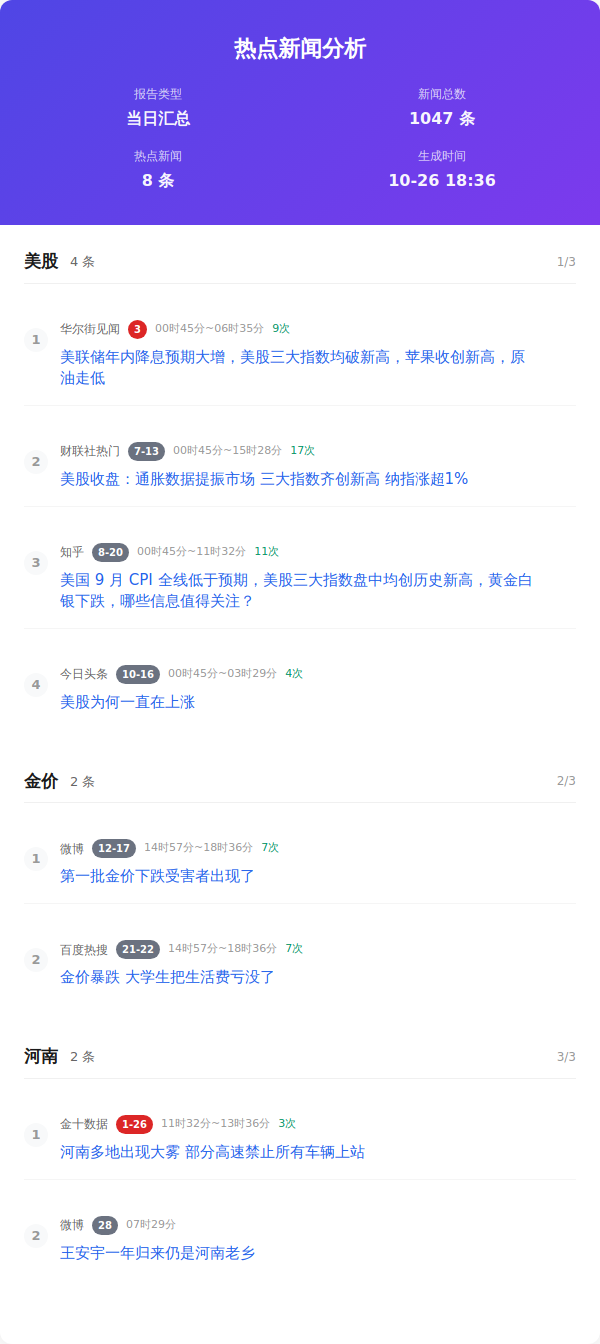 热点新闻分析
报告类型
新闻总数
当日汇总
1047 条
热点新闻
生成时间
8 条
10-26 18:36
美股 4 条 1/3
1 华尔街见闻 3 00时45分~06时35分 9次
美联储年内降息预期大增，美股三大指数均破新高，苹果收创新高，原
油走低
2 财联社热门 7-13 00时45分~15时28分 17次
美股收盘：通胀数据提振市场 三大指数齐创新高 纳指涨超1%
3 知乎 8-20 00时45分~11时32分 11次
美国 9 月 CPI 全线低于预期，美股三大指数盘中均创历史新高，黄金白
银下跌，哪些信息值得关注？
4 今日头条 10-16 00时45分~03时29分 4次
美股为何一直在上涨
金价 2 条 2/3
1 微博 12-17 14时57分~18时36分 7次
第一批金价下跌受害者出现了
2 百度热搜 21-22 14时57分~18时36分 7次
金价暴跌 大学生把生活费亏没了
河南 2 条 3/3
1 金十数据 1-26 11时32分~13时36分 3次
河南多地出现大雾 部分高速禁止所有车辆上站
2 微博 28 07时29分
王安宇一年归来仍是河南老乡